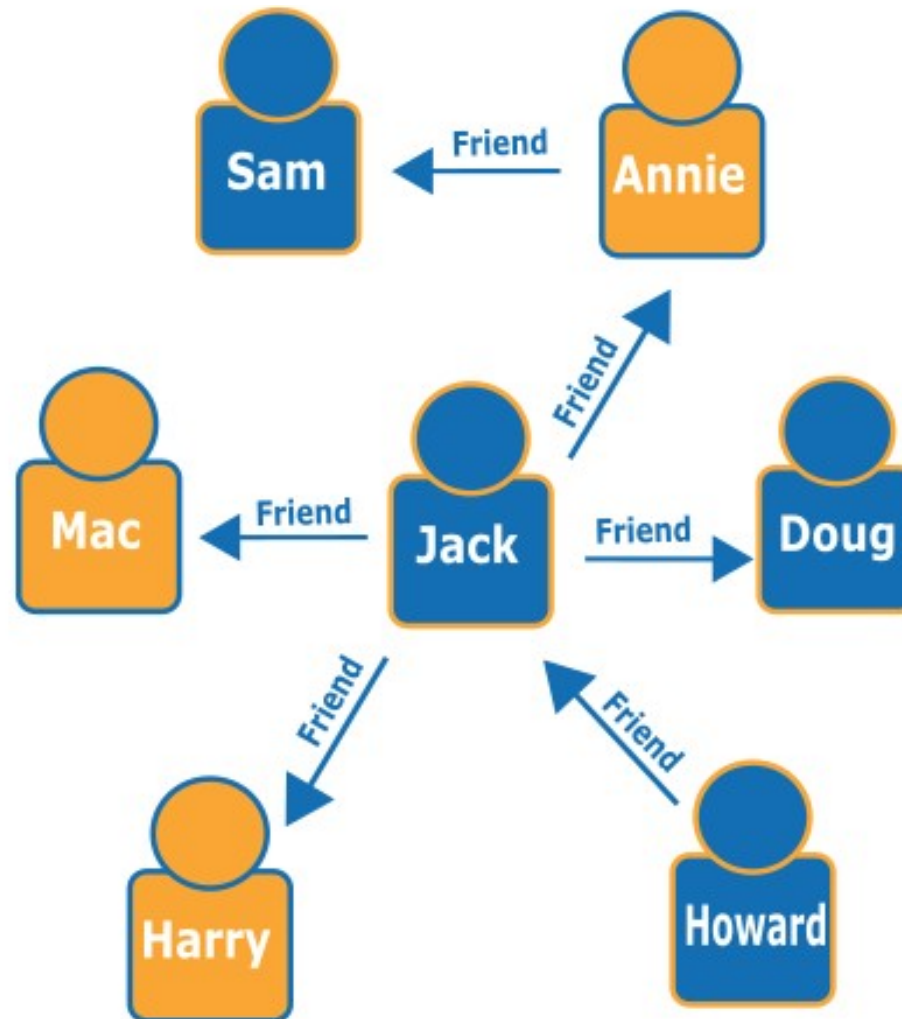 Sam
Friend
Annie
Friend
Mac
Friend
Jack
Friend
Doug
Friend
Friend
Harry
Howard